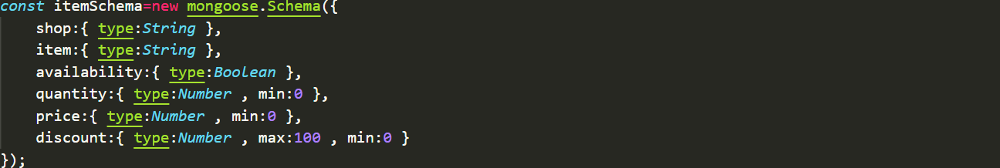 const itemSchema=new mongoose.Schema({
    shop:{ type:String },
    item:{ type:String },
    availability:{ type:Boolean },
    quantity:{ type:Number , min:0 },
    price:{ type:Number , min:0 },
    discount:{ type:Number , max:100 , min:0 }
});